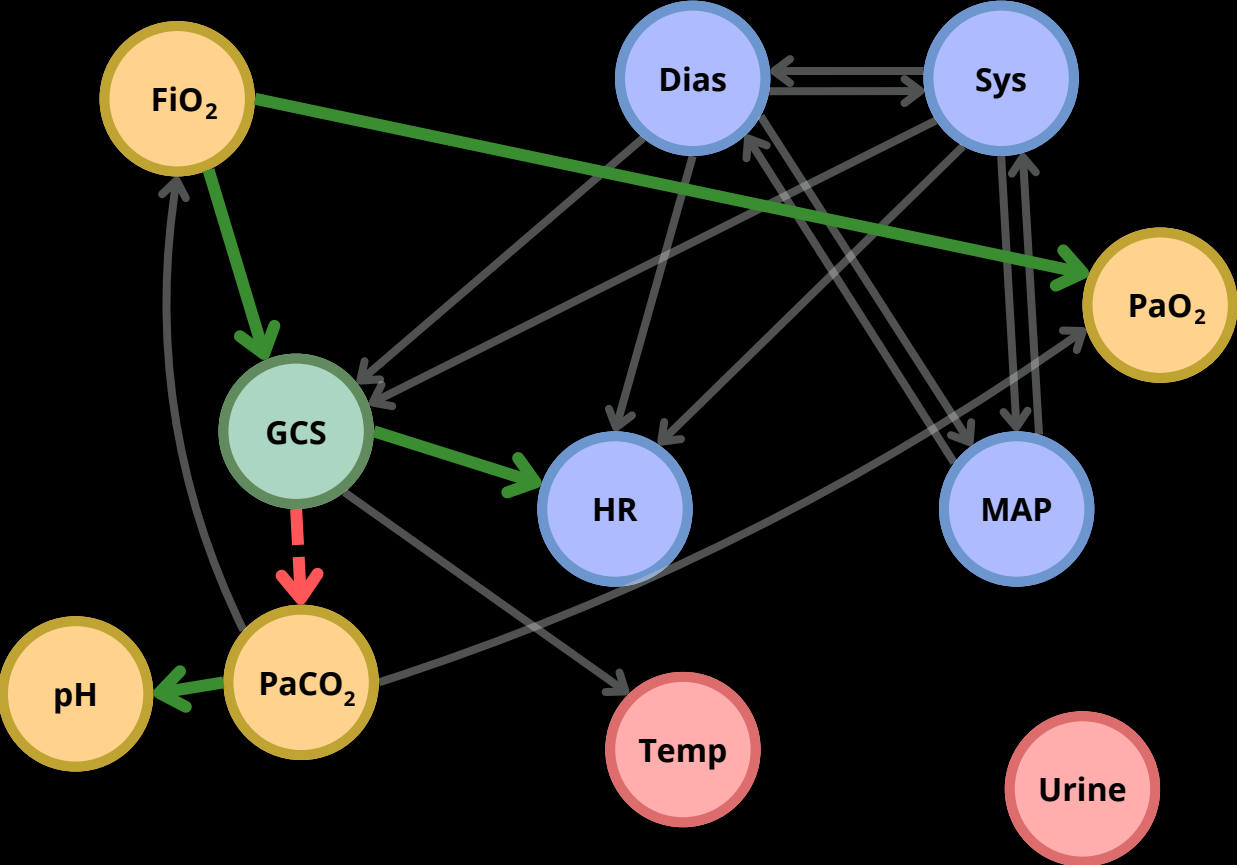 Dias
Sys
FiO₂
PaO₂
GCS
HR
MAP
PaCO₂
pH
Temp
Urine